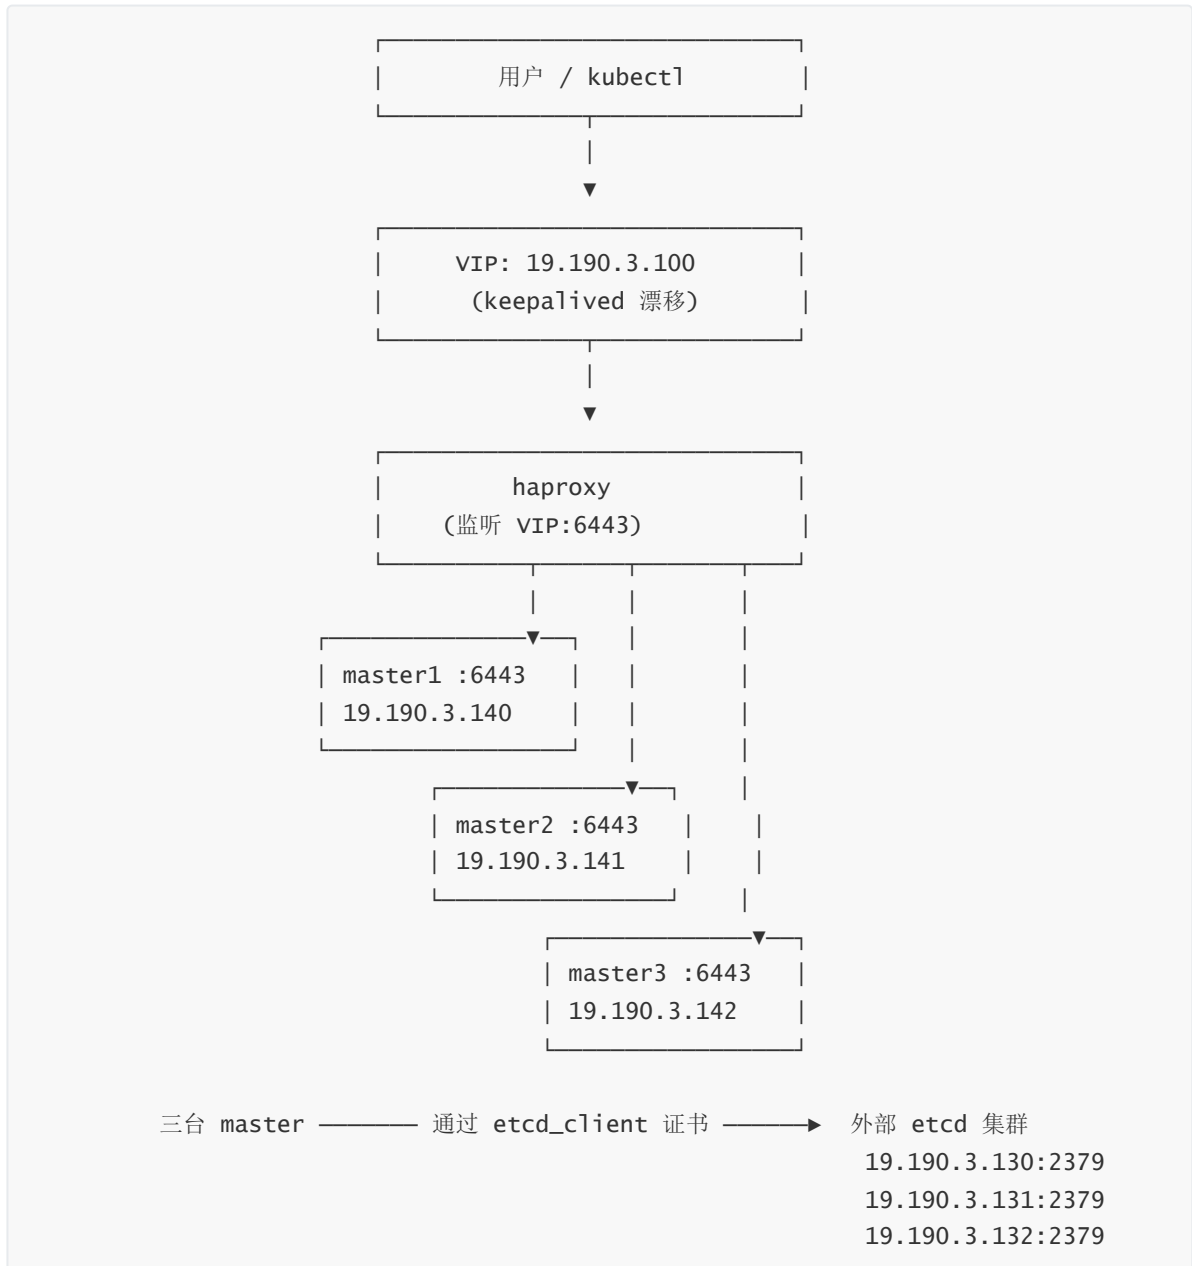 用户 / kubectl
VIP: 19.190.3.100
(keepalived 漂移)
haproxy
(监听 VIP:6443)
master1 :6443
19.190.3.140
master2 :6443
19.190.3.141
master3 :6443
19.190.3.142
三台 master ——— 通过 etcd_client 证书 ———▶ 外部 etcd 集群
19.190.3.130:2379
19.190.3.131:2379
19.190.3.132:2379